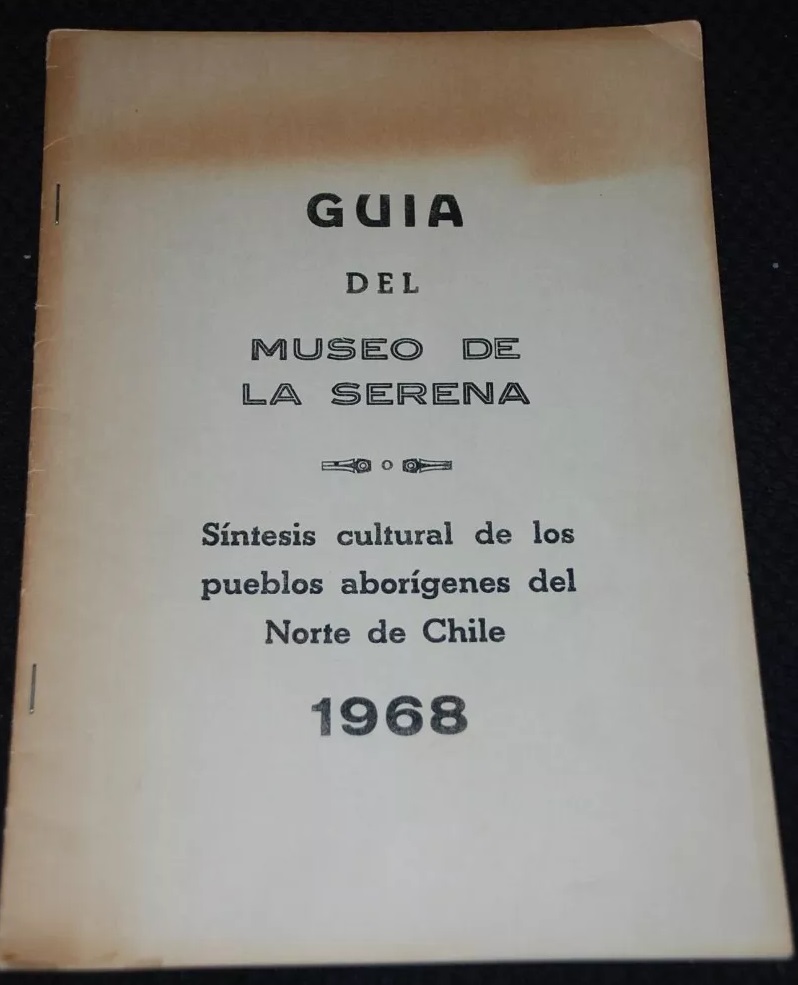 GUIA
DEL
MUSEO DE
LA SERENA
Síntesis cultural de los
pueblos aborígenes del
Norte de Chile
1968